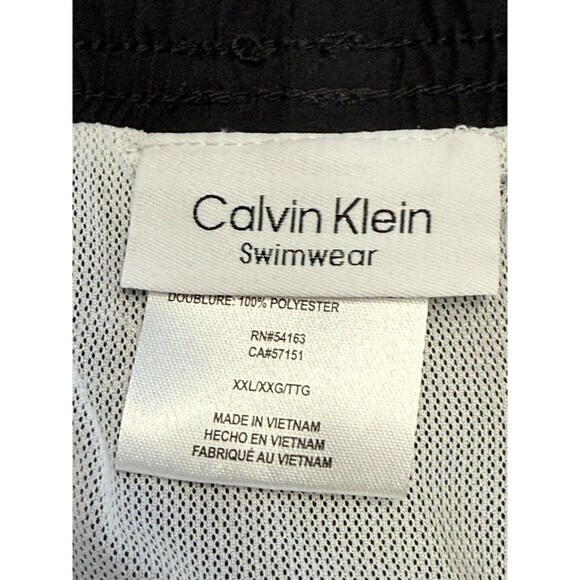 Calvin Klein
Swimwear
DOUBLURE: 100% POLYESTER
RN#54163
CA#57151
XXL/XXG/TTG
MADE IN VIETNAM
HECHO EN VIETNAM
FABRIQUÉ AU VIETNAM